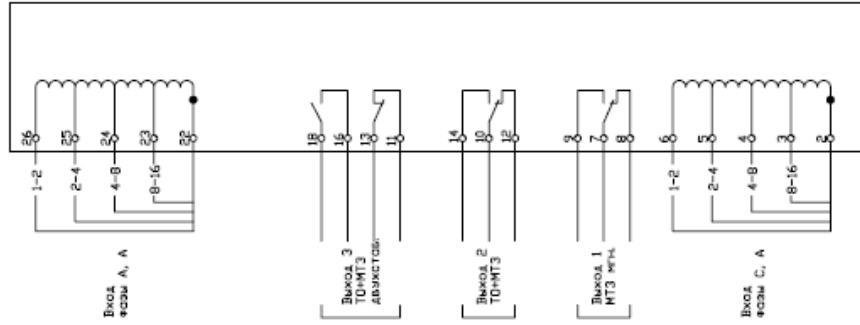 26
25
24
23
22
18
16
13
11
14
10
12
9
7
8
6
5
4
3
2
1-2
2-4
4-8
8-16
1-2
2-4
4-8
8-16
Вход
фазы А, А
Выход 3
ТО+МТЗ
двухстаб.
Выход 2
ТО+МТЗ
Выход 1
МТЗ мгн.
Вход
фазы С, А